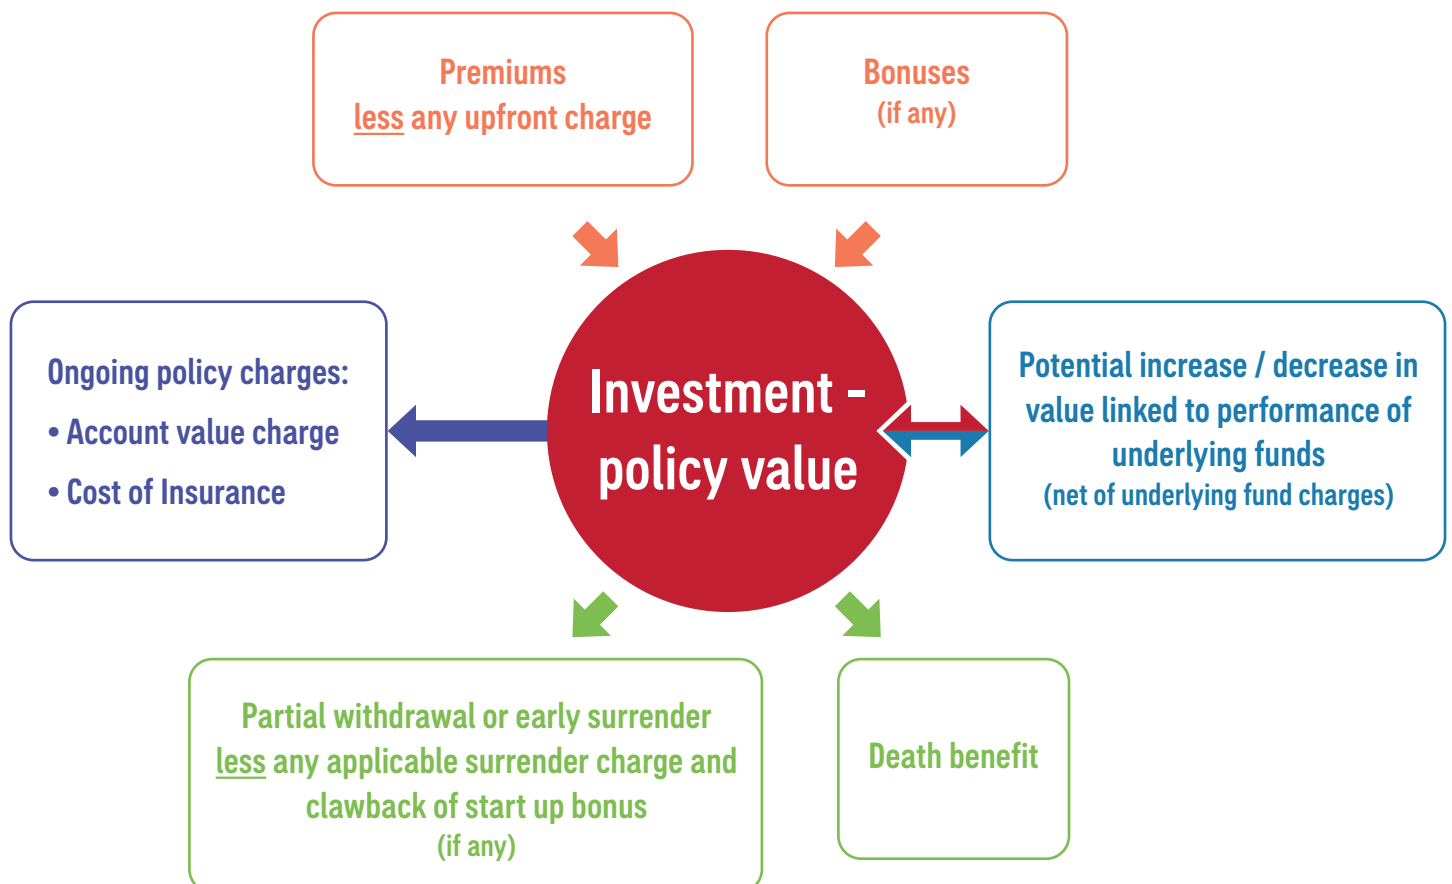 Premiums
less any upfront charge
Bonuses
(if any)
Ongoing policy charges:
• Account value charge
• Cost of Insurance
Investment -
policy value
Potential increase / decrease in
value linked to performance of
underlying funds
(net of underlying fund charges)
Partial withdrawal or early surrender
less any applicable surrender charge and
clawback of start up bonus
(if any)
Death benefit